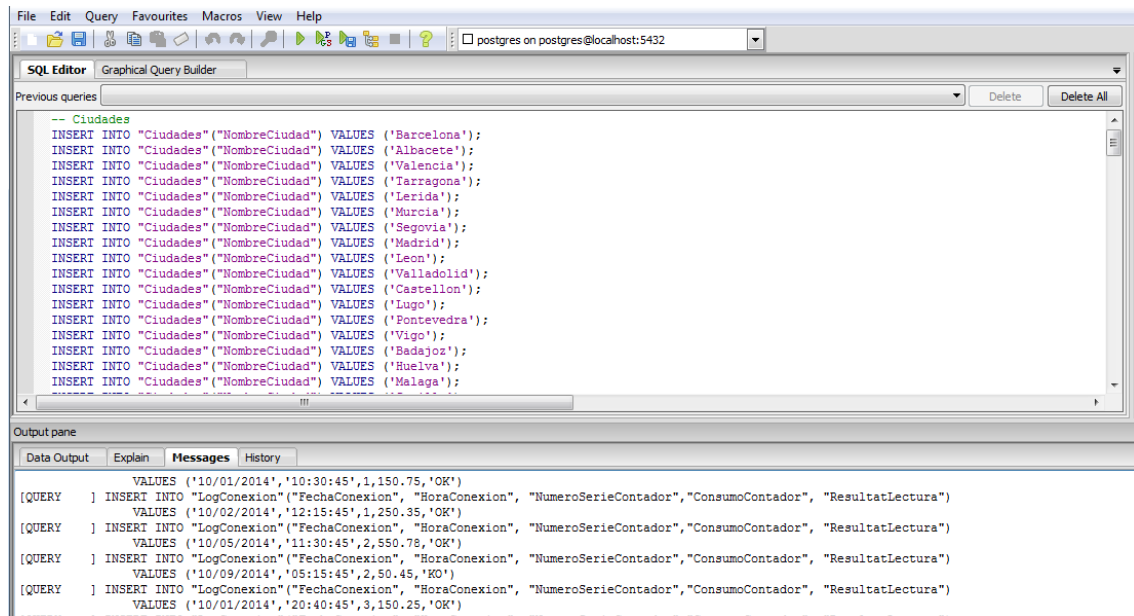 File Edit Query Favourites Macros View Help
postgres on postgres@localhost:5432
SQL Editor Graphical Query Builder
Previous queries Delete Delete All
-- Ciudades
INSERT INTO "Ciudades"("NombreCiudad") VALUES ('Barcelona');
INSERT INTO "Ciudades"("NombreCiudad") VALUES ('Albacete');
INSERT INTO "Ciudades"("NombreCiudad") VALUES ('Valencia');
INSERT INTO "Ciudades"("NombreCiudad") VALUES ('Tarragona');
INSERT INTO "Ciudades"("NombreCiudad") VALUES ('Lerida');
INSERT INTO "Ciudades"("NombreCiudad") VALUES ('Murcia');
INSERT INTO "Ciudades"("NombreCiudad") VALUES ('Segovia');
INSERT INTO "Ciudades"("NombreCiudad") VALUES ('Madrid');
INSERT INTO "Ciudades"("NombreCiudad") VALUES ('Leon');
INSERT INTO "Ciudades"("NombreCiudad") VALUES ('Valladolid');
INSERT INTO "Ciudades"("NombreCiudad") VALUES ('Castellon');
INSERT INTO "Ciudades"("NombreCiudad") VALUES ('Lugo');
INSERT INTO "Ciudades"("NombreCiudad") VALUES ('Pontevedra');
INSERT INTO "Ciudades"("NombreCiudad") VALUES ('Vigo');
INSERT INTO "Ciudades"("NombreCiudad") VALUES ('Badajoz');
INSERT INTO "Ciudades"("NombreCiudad") VALUES ('Huelva');
INSERT INTO "Ciudades"("NombreCiudad") VALUES ('Malaga');
Output pane
Data Output Explain Messages History
VALUES ('10/01/2014','10:30:45',1,150.75,'OK')
[QUERY ] INSERT INTO "LogConexion"("FechaConexion", "HoraConexion", "NumeroSerieContador","ConsumoContador", "ResultatLectura")
VALUES ('10/02/2014','12:15:45',1,250.35,'OK')
[QUERY ] INSERT INTO "LogConexion"("FechaConexion", "HoraConexion", "NumeroSerieContador","ConsumoContador", "ResultatLectura")
VALUES ('10/05/2014','11:30:45',2,550.78,'OK')
[QUERY ] INSERT INTO "LogConexion"("FechaConexion", "HoraConexion", "NumeroSerieContador","ConsumoContador", "ResultatLectura")
VALUES ('10/09/2014','05:15:45',2,50.45,'KO')
[QUERY ] INSERT INTO "LogConexion"("FechaConexion", "HoraConexion", "NumeroSerieContador","ConsumoContador", "ResultatLectura")
VALUES ('10/01/2014','20:40:45',3,150.25,'OK')